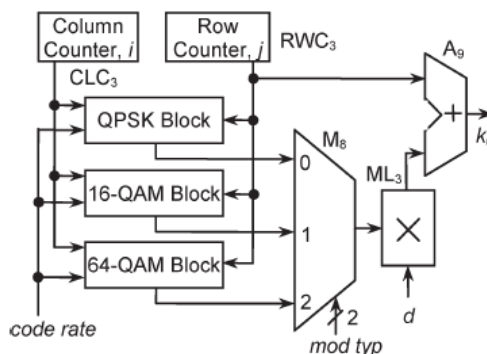 Column
Counter, i
Row
Counter, j
RWC3
A9
CLC3
QPSK Block
M8
+
0
ML3
16-QAM Block
1
×
64-QAM Block
2
2
code rate
mod typ
d